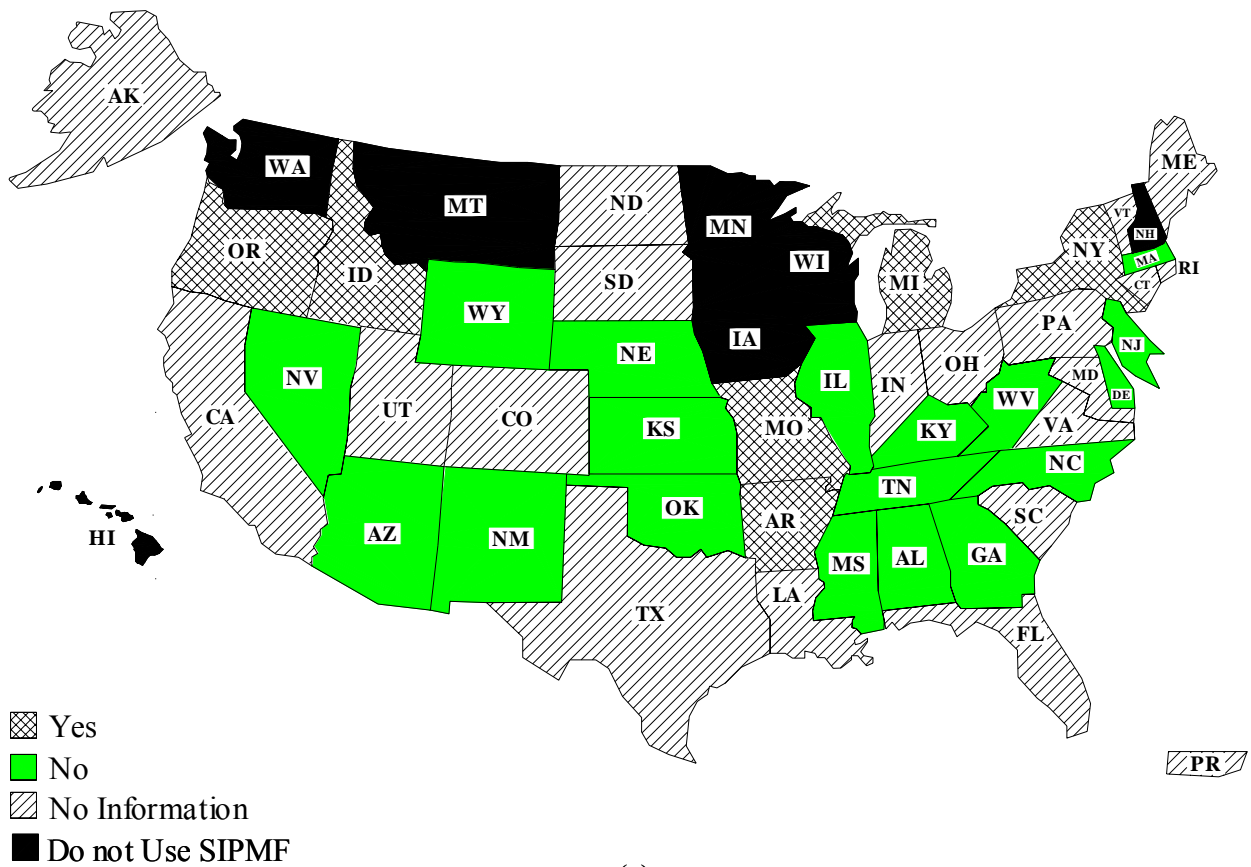 AK
WA
MT
ND
MN
ME
VT
NH
OR
ID
SD
WI
MI
NY
MA
CT
RI
WY
NE
IA
PA
NJ
NV
UT
CO
KS
MO
IL
IN
OH
MD
DE
WV
VA
CA
KY
NC
TN
AZ
NM
OK
AR
SC
HI
MS
AL
GA
LA
TX
FL
PR
Yes
No
No Information
Do not Use SIPMF